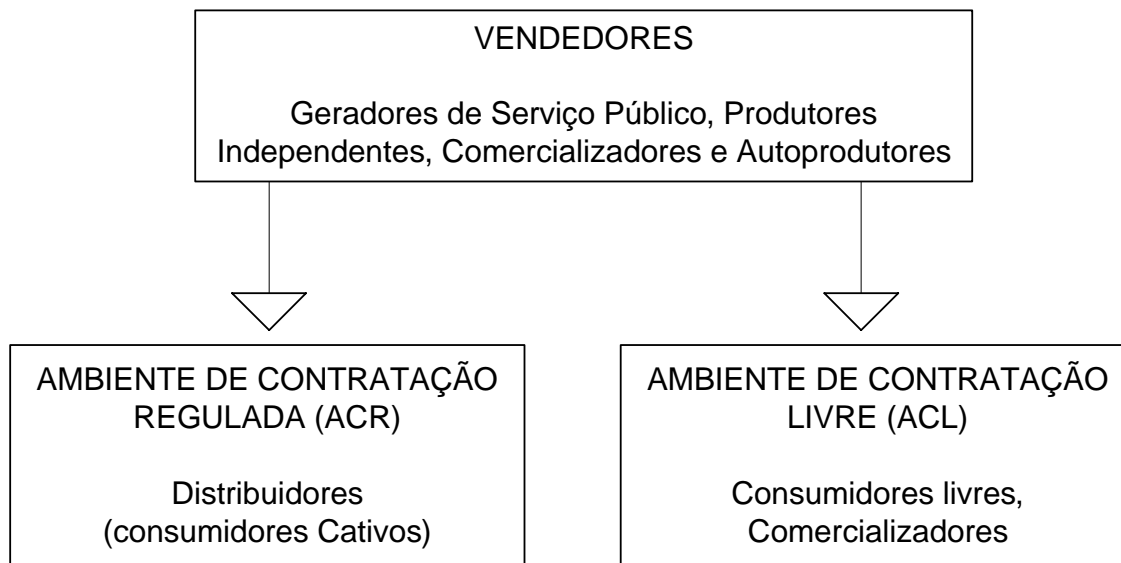 VENDEDORES
Geradores de Serviço Público, Produtores
Independentes, Comercializadores e Autoprodutores
AMBIENTE DE CONTRATAÇÃO
REGULADA (ACR)
Distribuidores
(consumidores Cativos)
AMBIENTE DE CONTRATAÇÃO
LIVRE (ACL)
Consumidores livres,
Comercializadores